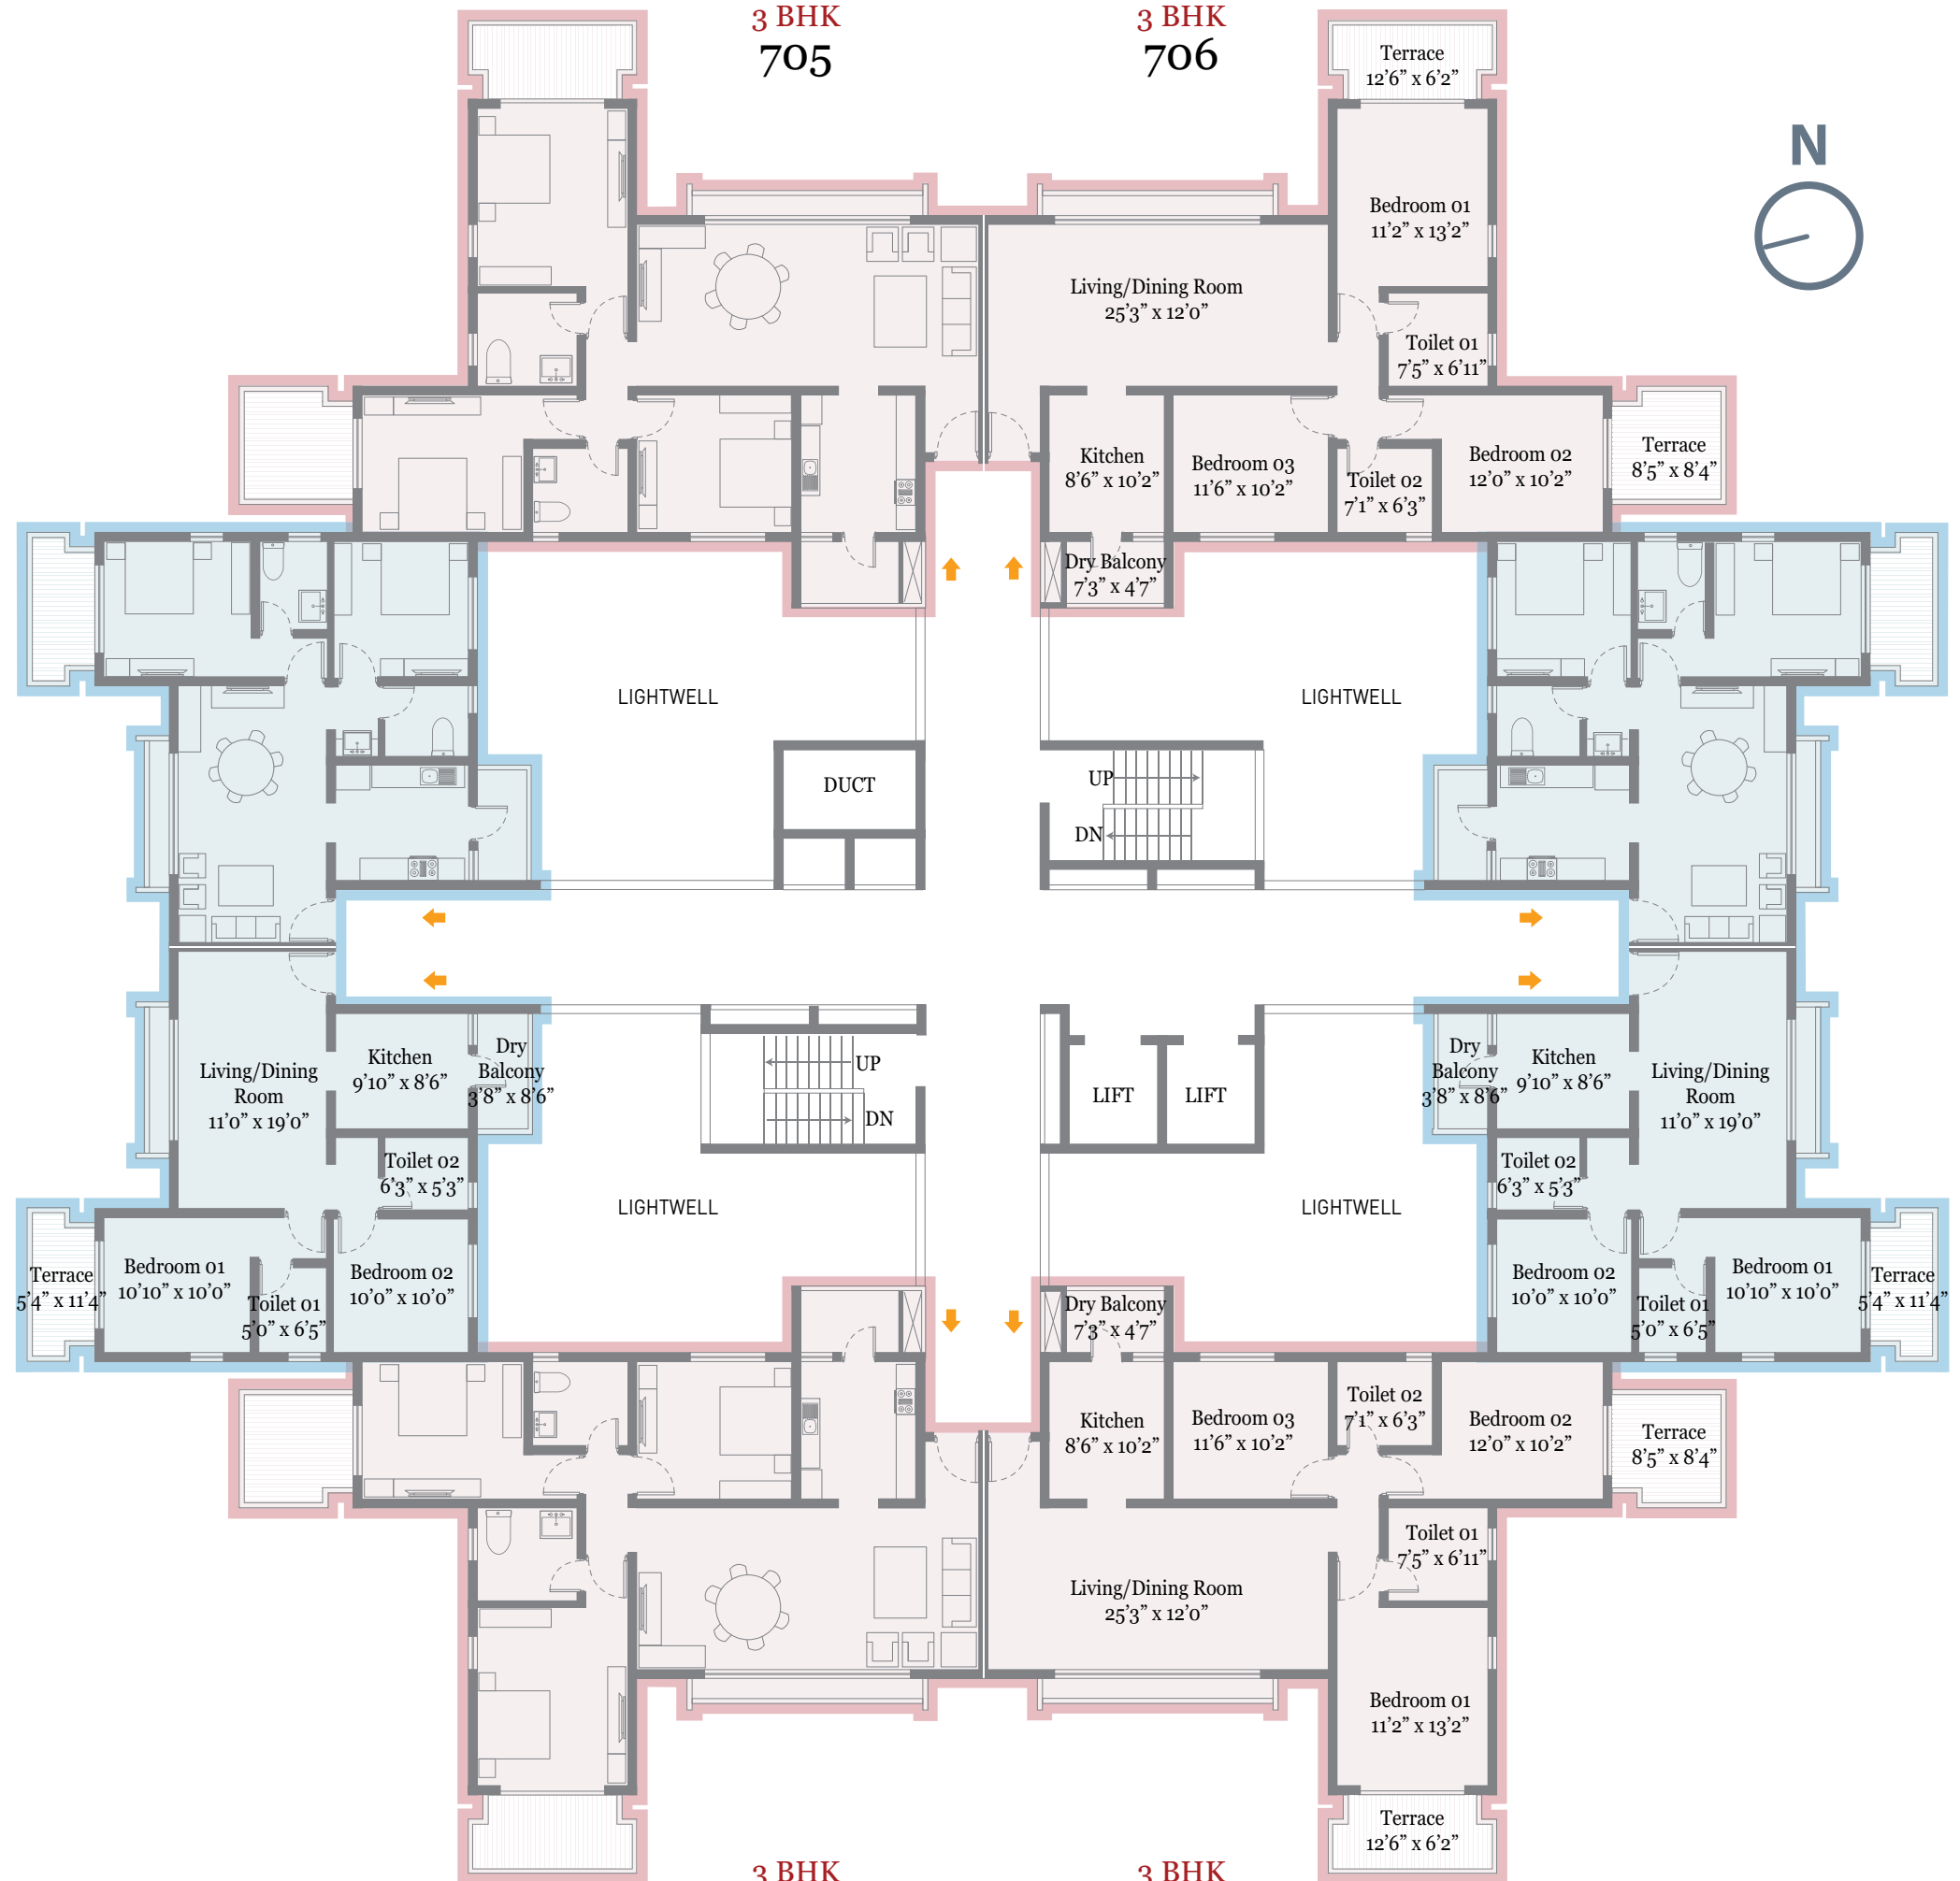 3 BHK
705
3 BHK
706
Terrace
12’6” x 6’2”
N
Bedroom 01
11’2” x 13’2”
Living/Dining Room
25’3” x 12’0”
Toilet 01
7’5” x 6’11”
Kitchen
8’6” x 10’2”
Bedroom 03
11’6” x 10’2”
Toilet 02
7’1” x 6’3”
Bedroom 02
12’0” x 10’2”
Terrace
8’5” x 8’4”
Dry Balcony
7’3” x 4’7”
LIGHTWELL
LIGHTWELL
DUCT
UP
DN
Living/Dining
Room
11’0” x 19’0”
Kitchen
9’10” x 8’6”
Dry
Balcony
3’8” x 8’6”
UP
DN
LIFT
LIFT
Dry
Balcony
3’8” x 8’6”
Kitchen
9’10” x 8’6”
Living/Dining
Room
11’0” x 19’0”
Toilet 02
6’3” x 5’3”
Toilet 02
6’3” x 5’3”
LIGHTWELL
LIGHTWELL
Terrace
5’4” x 11’4”
Bedroom 01
10’10” x 10’0”
Toilet 01
5’0” x 6’5”
Bedroom 02
10’0” x 10’0”
Bedroom 02
10’0” x 10’0”
Toilet 01
5’0” x 6’5”
Bedroom 01
10’10” x 10’0”
Terrace
5’4” x 11’4”
Dry Balcony
7’3” x 4’7”
Kitchen
8’6” x 10’2”
Bedroom 03
11’6” x 10’2”
Toilet 02
7’1” x 6’3”
Bedroom 02
12’0” x 10’2”
Terrace
8’5” x 8’4”
Toilet 01
7’5” x 6’11”
Living/Dining Room
25’3” x 12’0”
Bedroom 01
11’2” x 13’2”
Terrace
12’6” x 6’2”
3 BHK
3 BHK